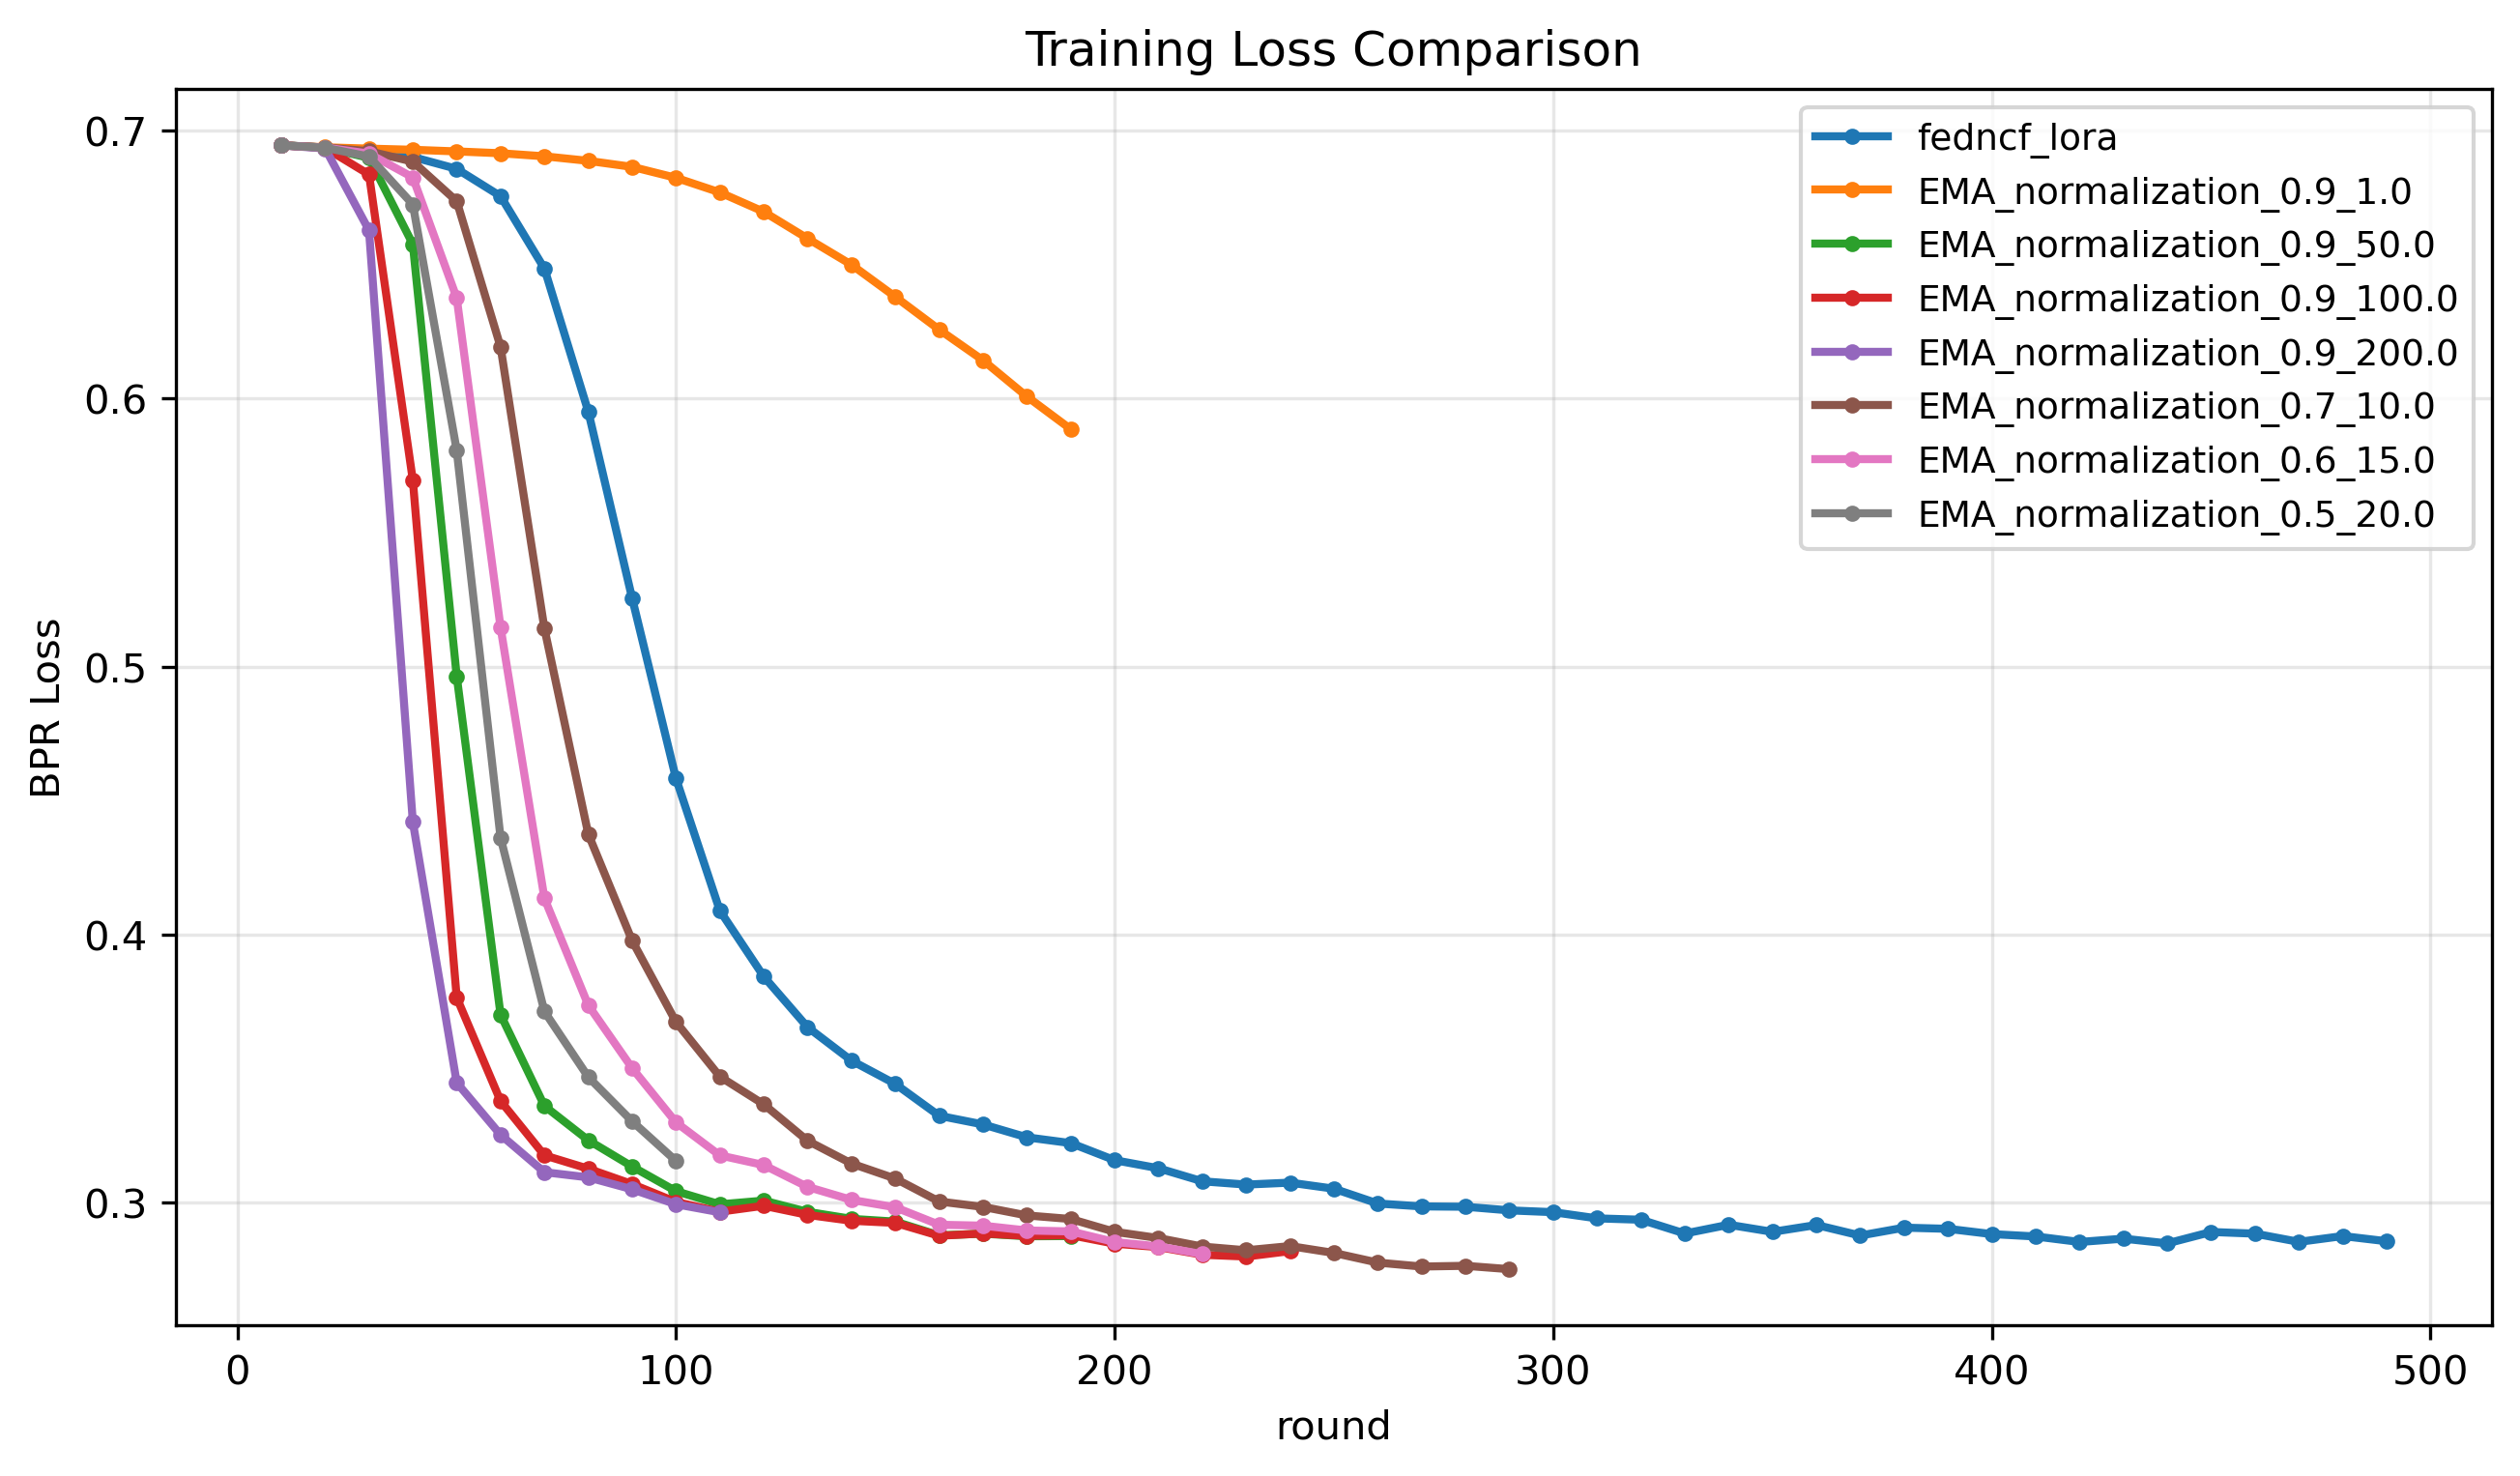 Training Loss Comparison
0.7
0.6
0.5
0.4
0.3
BPR Loss
0
100
200
300
400
500
round
fedncf_lora
EMA_normalization_0.9_1.0
EMA_normalization_0.9_50.0
EMA_normalization_0.9_100.0
EMA_normalization_0.9_200.0
EMA_normalization_0.7_10.0
EMA_normalization_0.6_15.0
EMA_normalization_0.5_20.0